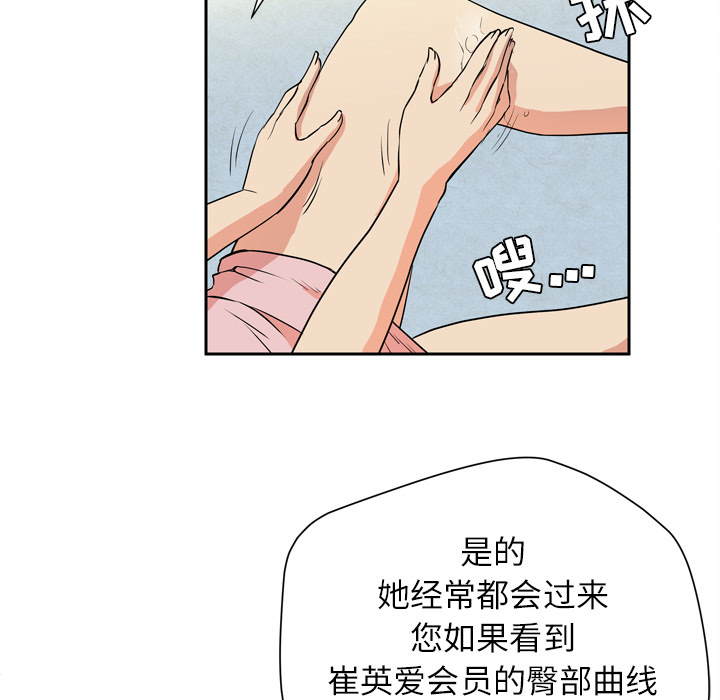 嗖…
是的
她经常都会过来
您如果看到
崔英爱会员的臀部曲线